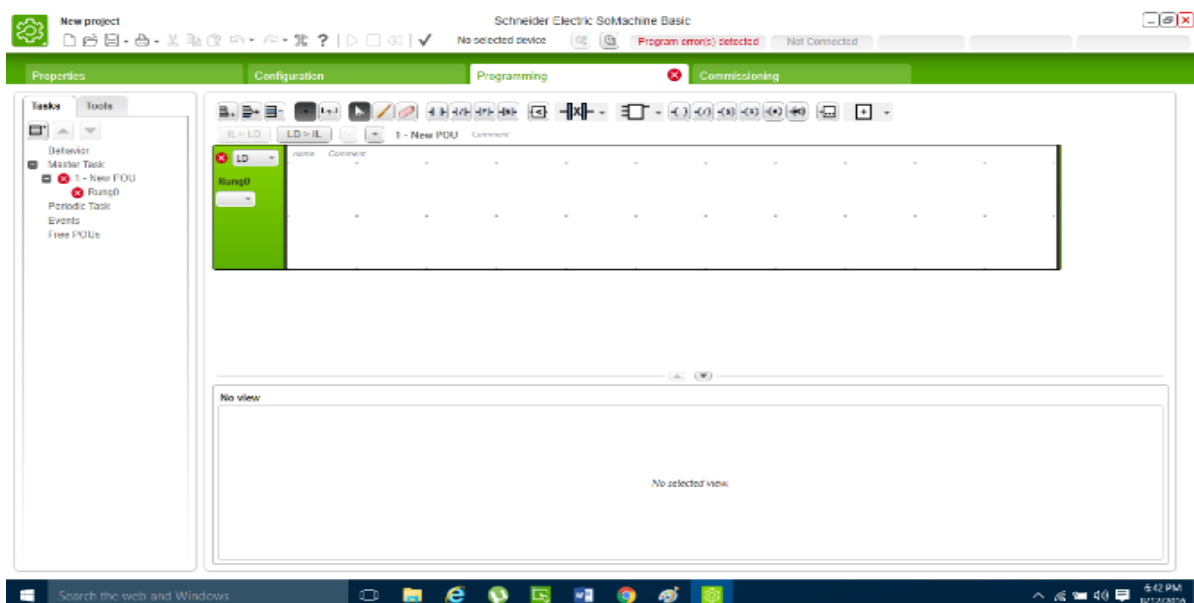 New project
Schneider Electric SoMachine Basic
No selected device
Program error(s) detected
Not Connected
Properties
Configuration
Programming
Commissioning
Tasks
Tools
IL > LD
LD > IL
1 - New POU
Comment
Behavior
Master Task
1 - New POU
Rung0
Periodic Task
Events
Free POUs
LD
name
Comment
Rung0
No view
No selected view.
Search the web and Windows
6:42 PM
8/12/2016